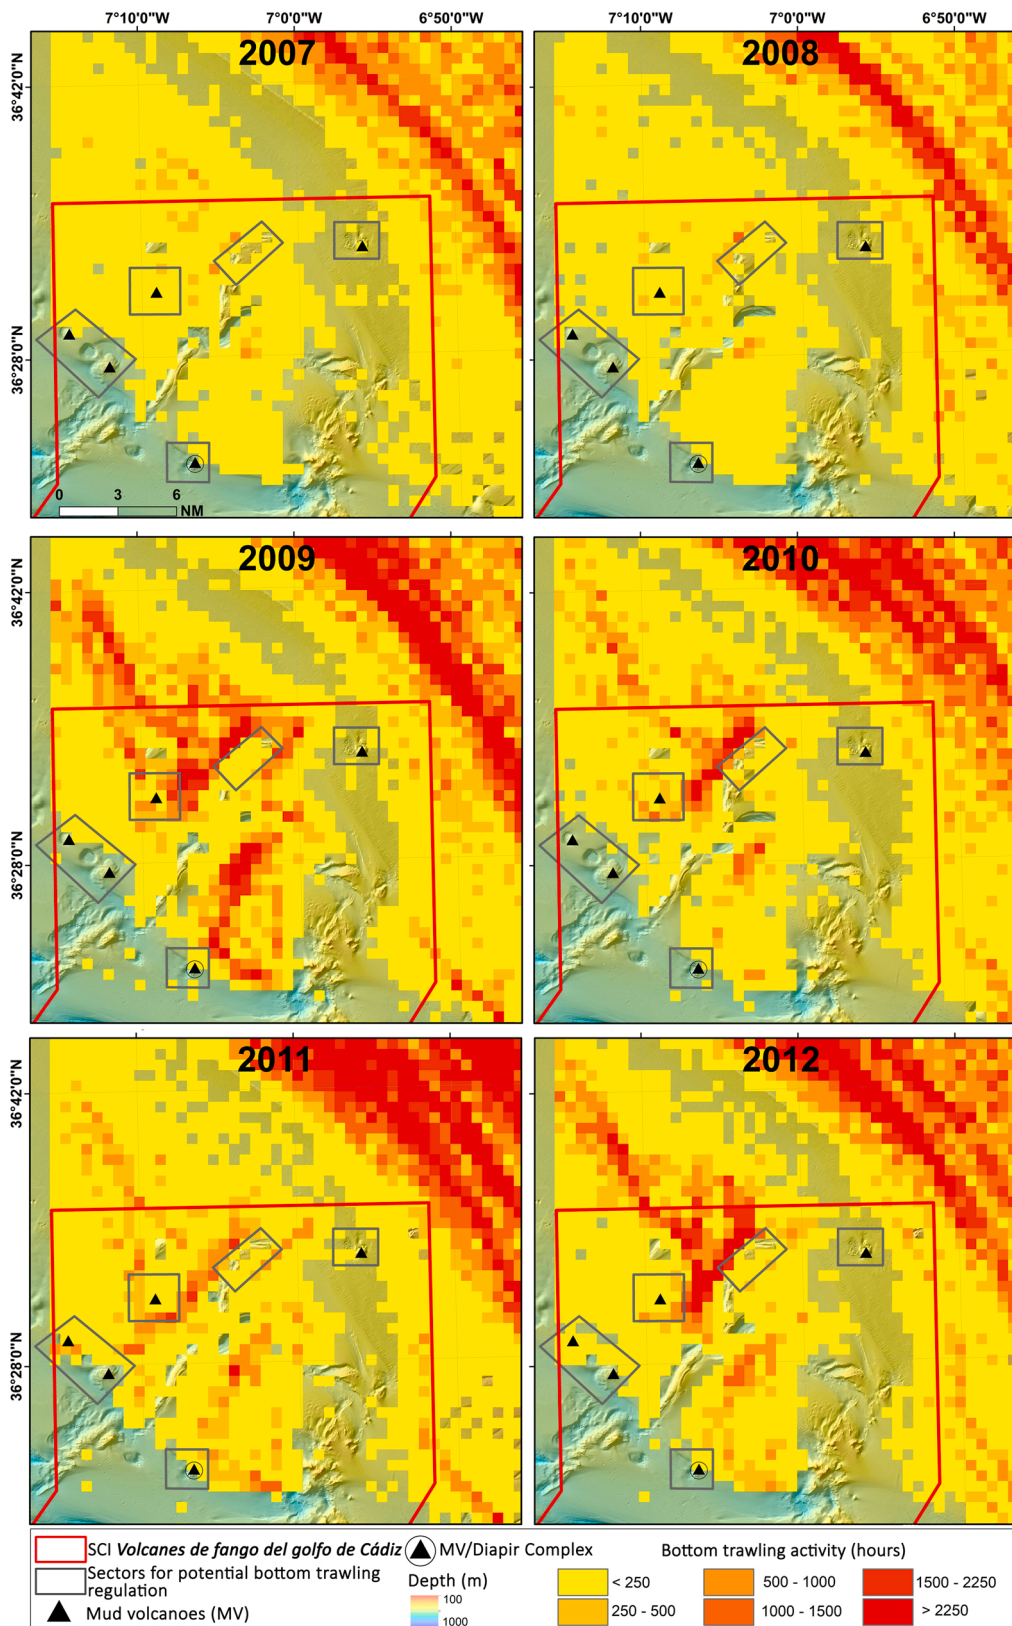 7°10'0"W 7°00'0"W 6°50'0"W 7°10'0"W 7°00'0"W 6°50'0"W
2007 2008
36°42'0"N
36°28'0"N
0 3 6
NM
2009 2010
36°42'0"N
36°28'0"N
2011 2012
36°42'0"N
36°28'0"N
SCI Volcanes de fango del golfo de Cádiz
Sectors for potential bottom trawling
regulation
Mud volcanoes (MV)
MV/Diapir Complex
Depth (m)
100
1000
Bottom trawling activity (hours)
< 250 500 - 1000 1500 - 2250
250 - 500 1000 - 1500 > 2250